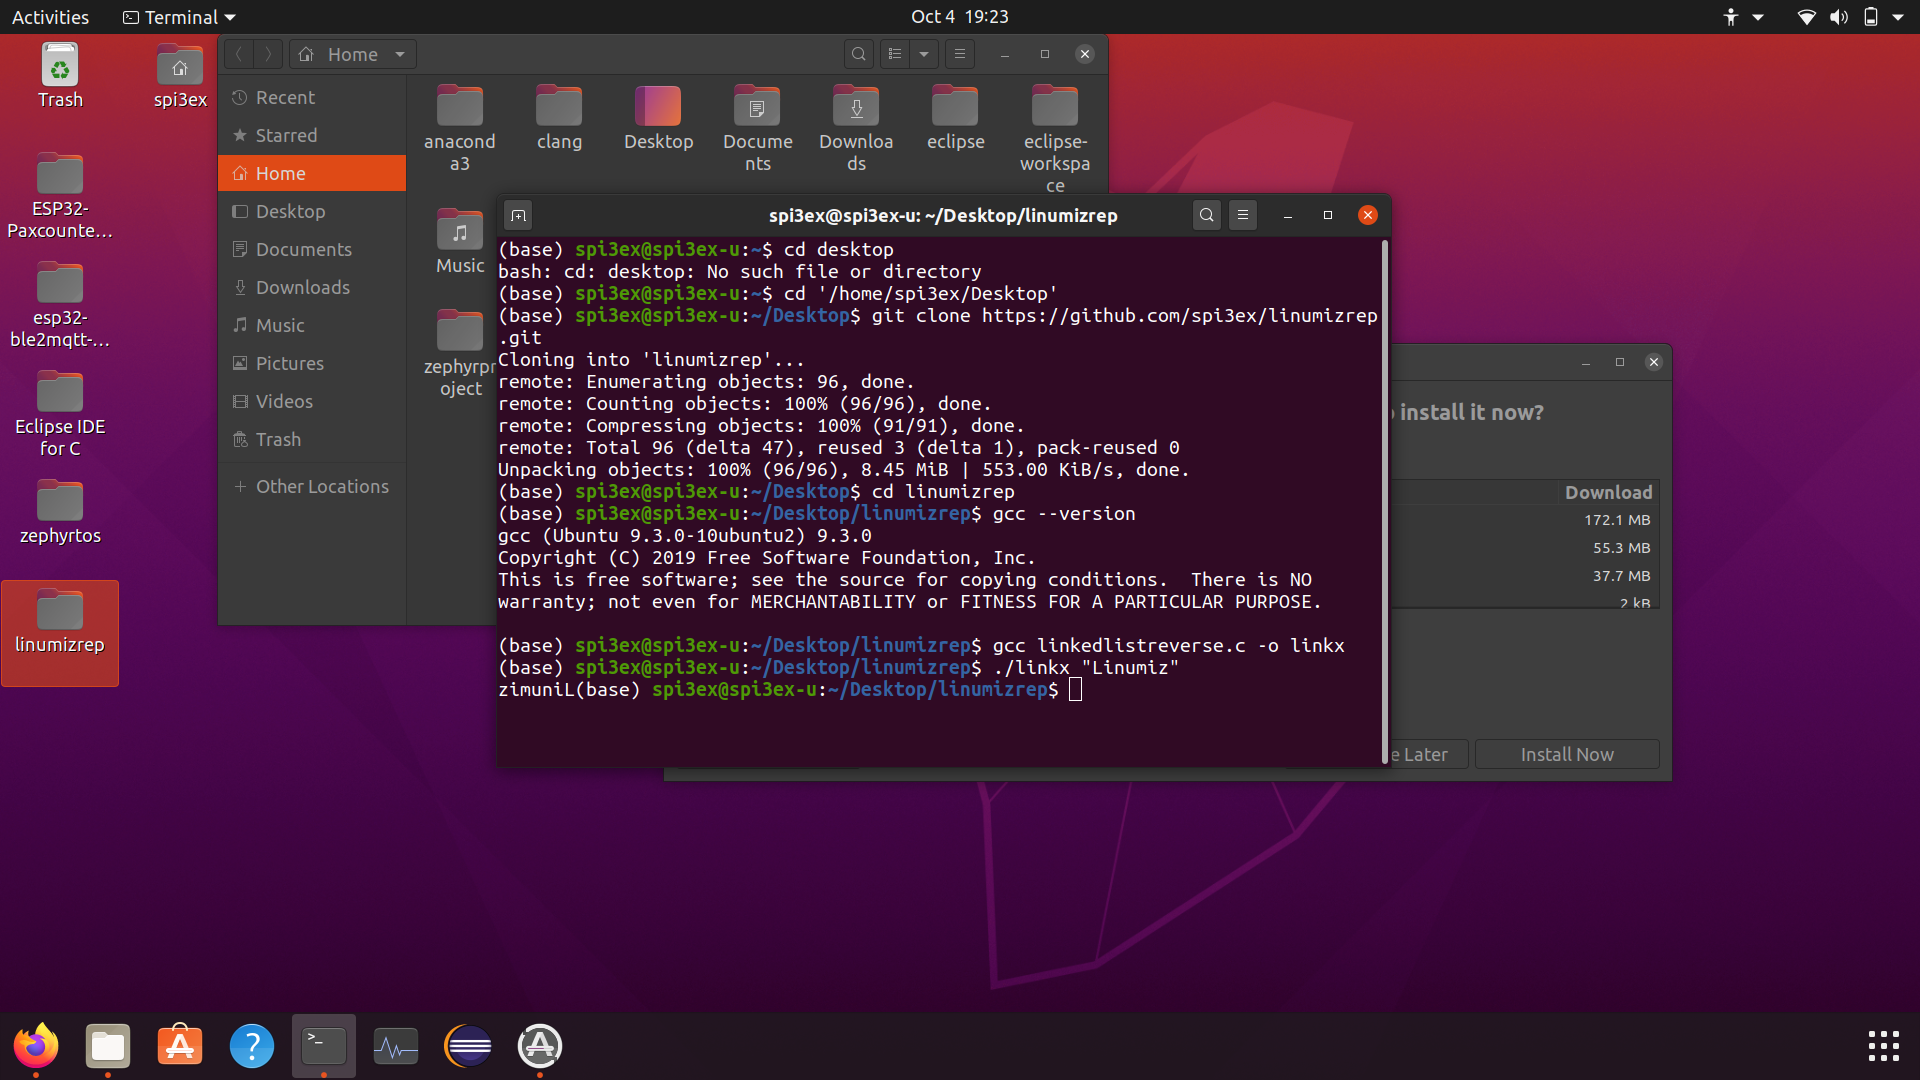 Activities
Terminal
Oct 4 19:23
Trash
spi3ex
ESP32-
Paxcounte...
esp32-
ble2mqtt-...
Eclipse IDE
for C
zephyrtos
linumizrep
Home
Recent
Starred
Home
Desktop
Documents
Downloads
Music
Pictures
Videos
Trash
Other Locations
anacond
a3
clang
Desktop
Docume
nts
Downloa
ds
eclipse
eclipse-
workspa
ce
Music
zephyrpr
oject
spi3ex@spi3ex-u: ~/Desktop/linumizrep
(base) spi3ex@spi3ex-u:~$ cd desktop
bash: cd: desktop: No such file or directory
(base) spi3ex@spi3ex-u:~$ cd '/home/spi3ex/Desktop'
(base) spi3ex@spi3ex-u:~/Desktop$ git clone https://github.com/spi3ex/linumizrep
.git
Cloning into 'linumizrep'...
remote: Enumerating objects: 96, done.
remote: Counting objects: 100% (96/96), done.
remote: Compressing objects: 100% (91/91), done.
remote: Total 96 (delta 47), reused 3 (delta 1), pack-reused 0
Unpacking objects: 100% (96/96), 8.45 MiB | 553.00 KiB/s, done.
(base) spi3ex@spi3ex-u:~/Desktop$ cd linumizrep
(base) spi3ex@spi3ex-u:~/Desktop/linumizrep$ gcc --version
gcc (Ubuntu 9.3.0-10ubuntu2) 9.3.0
Copyright (C) 2019 Free Software Foundation, Inc.
This is free software; see the source for copying conditions.  There is NO
warranty; not even for MERCHANTABILITY or FITNESS FOR A PARTICULAR PURPOSE.
(base) spi3ex@spi3ex-u:~/Desktop/linumizrep$ gcc linkedlistreverse.c -o linkx
(base) spi3ex@spi3ex-u:~/Desktop/linumizrep$ ./linkx "Linumiz"
zimuniL(base) spi3ex@spi3ex-u:~/Desktop/linumizrep$
install it now?
Download
172.1 MB
55.3 MB
37.7 MB
2 kB
Later
Install Now